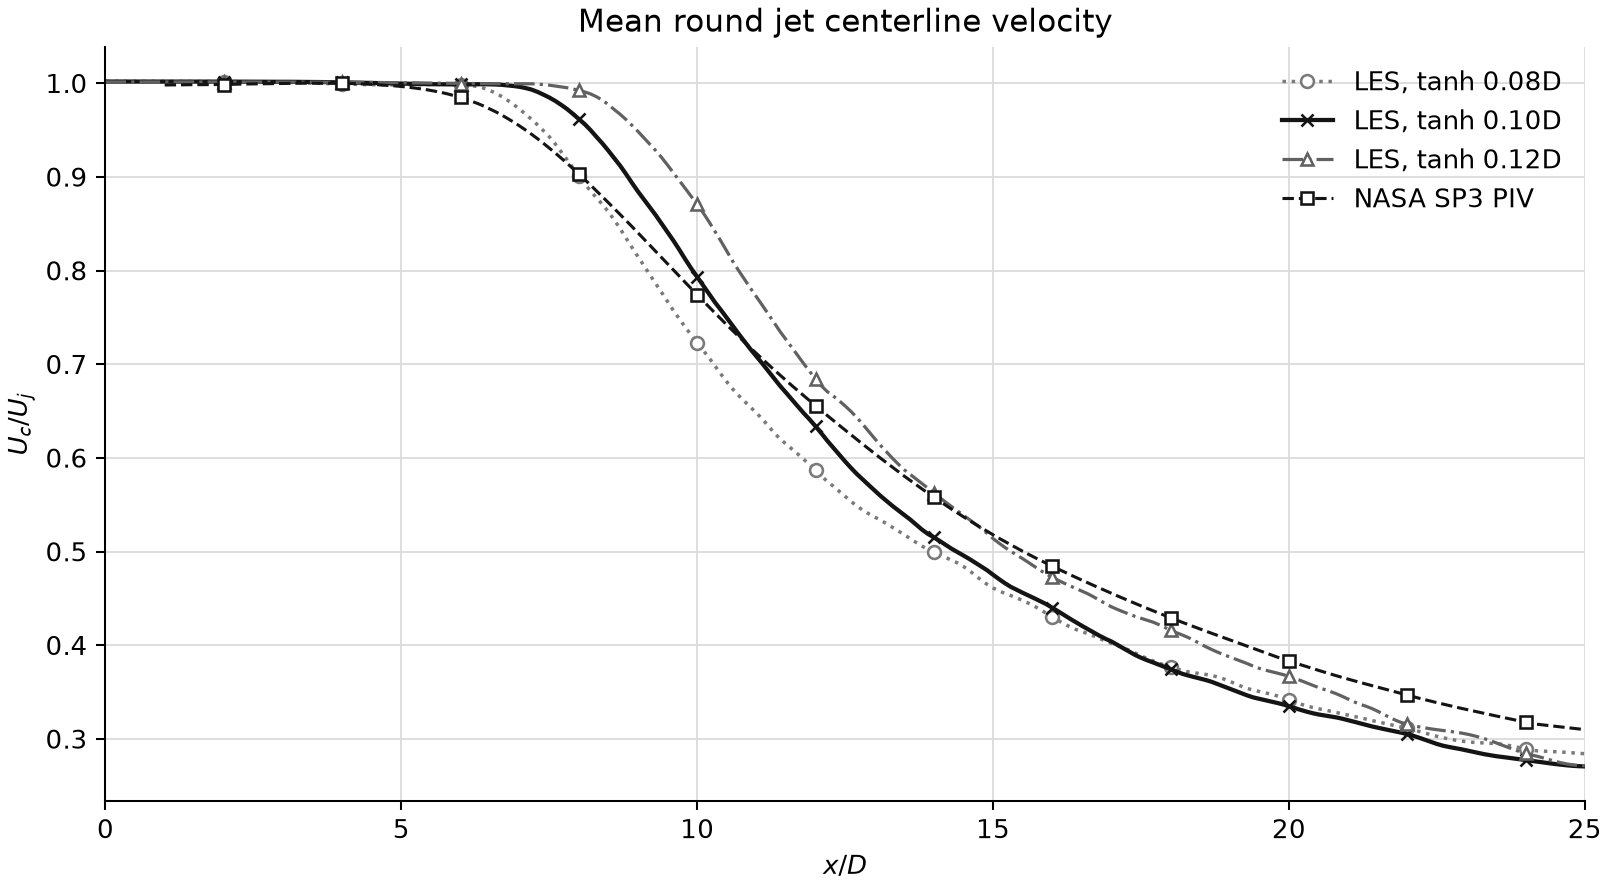 Mean round jet centerline velocity
LES, tanh 0.08D
LES, tanh 0.10D
LES, tanh 0.12D
NASA SP3 PIV
1.0
0.9
0.8
0.7
0.6
0.5
0.4
0.3
U_c/U_j
0 5 10 15 20 25
x/D